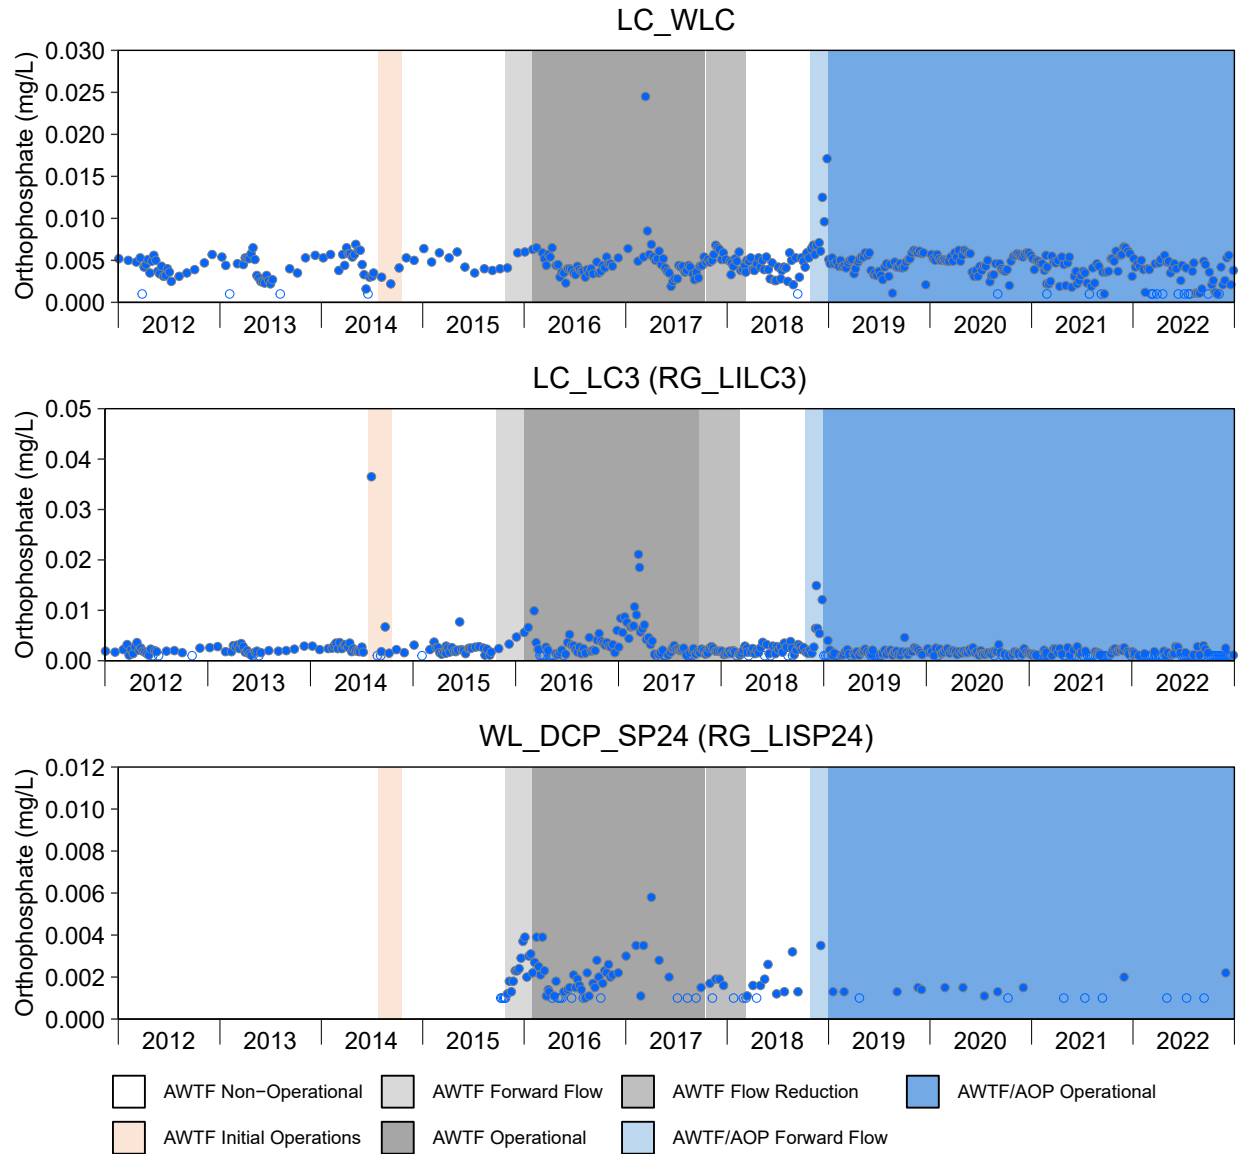 LC_WLC
Orthophosphate (mg/L)
0.030
0.025
0.020
0.015
0.010
0.005
0.000
2012 2013 2014 2015 2016 2017 2018 2019 2020 2021 2022
LC_LC3 (RG_LILC3)
Orthophosphate (mg/L)
0.05
0.04
0.03
0.02
0.01
0.00
2012 2013 2014 2015 2016 2017 2018 2019 2020 2021 2022
WL_DCP_SP24 (RG_LISP24)
Orthophosphate (mg/L)
0.012
0.010
0.008
0.006
0.004
0.002
0.000
2012 2013 2014 2015 2016 2017 2018 2019 2020 2021 2022
AWTF Non−Operational AWTF Forward Flow AWTF Flow Reduction AWTF/AOP Operational
AWTF Initial Operations AWTF Operational AWTF/AOP Forward Flow